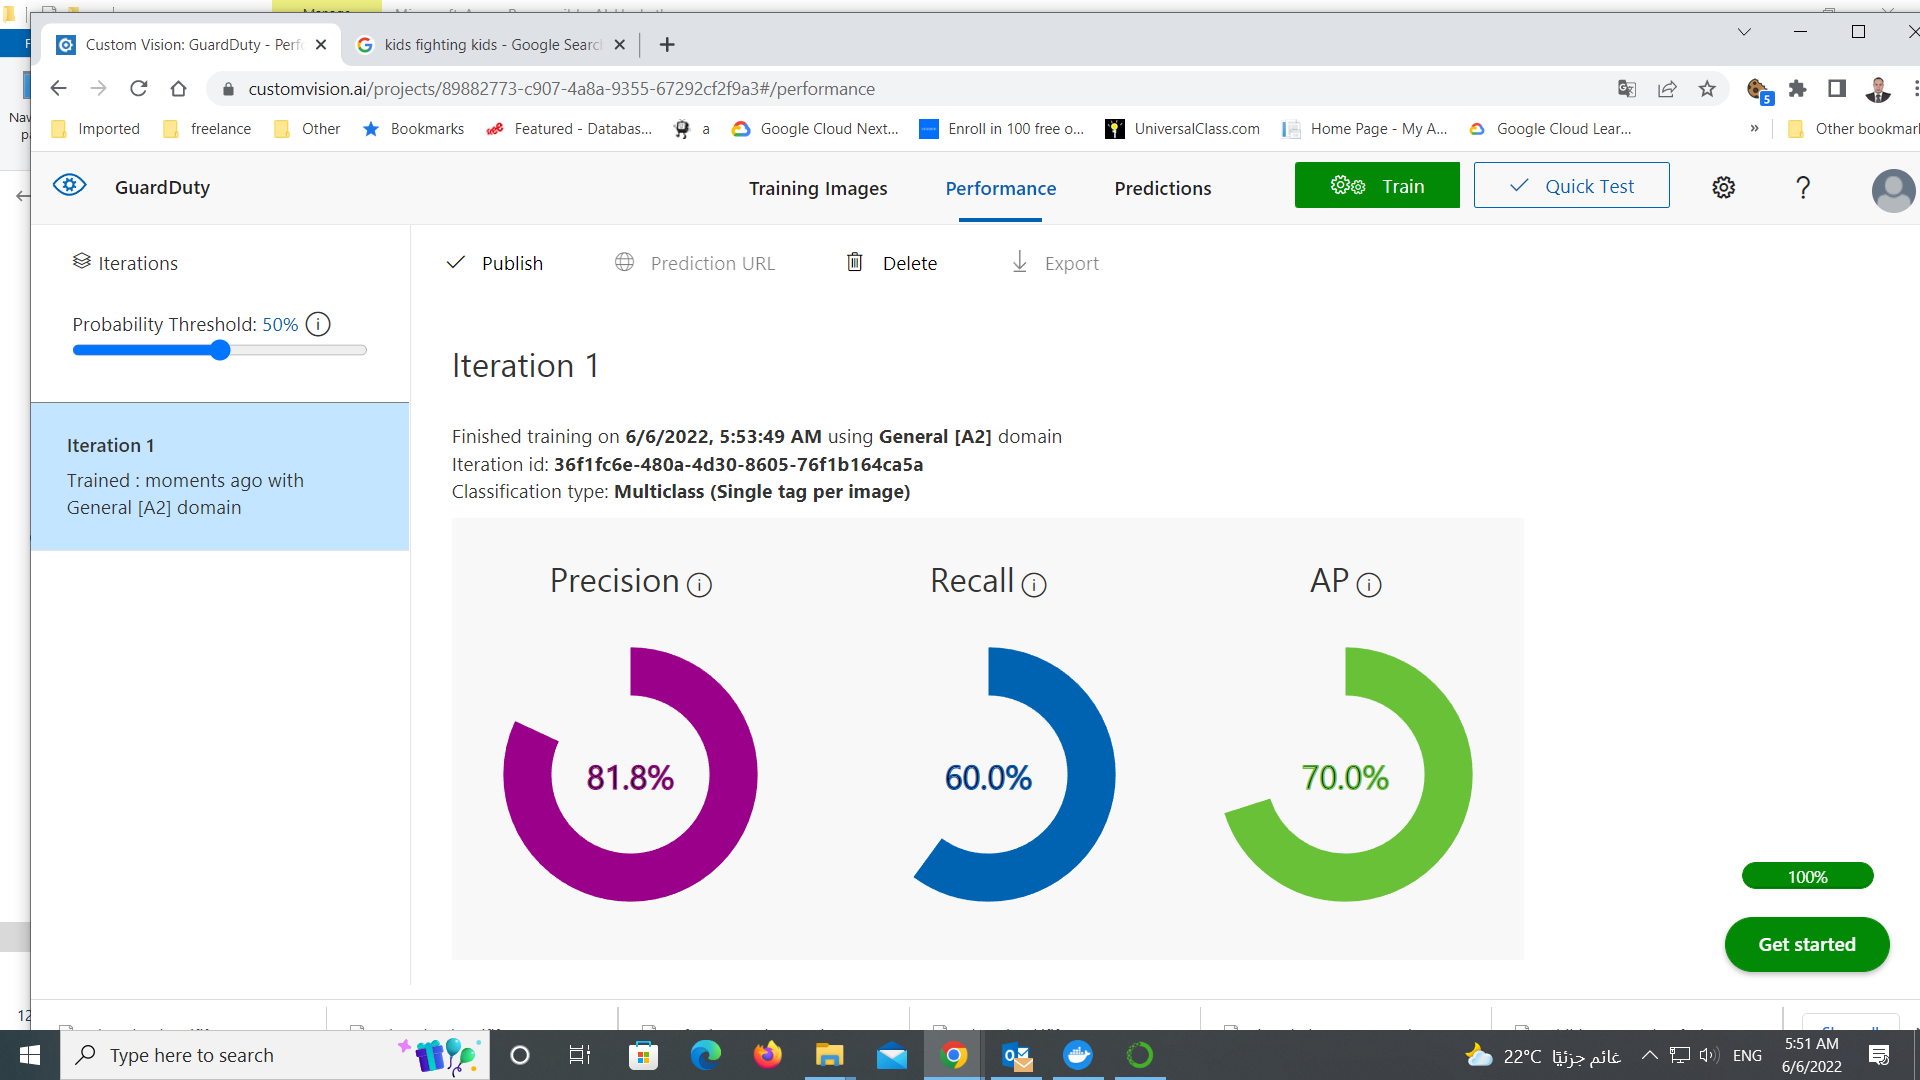 Custom Vision: GuardDuty - Perf
kids fighting kids - Google Search
customvision.ai/projects/89882773-c907-4a8a-9355-67292cf2f9a3#/performance
5
Imported
freelance
Other
Bookmarks
Featured - Databas...
a
Google Cloud Next...
Enroll in 100 free o...
UniversalClass.com
Home Page - My A...
Google Cloud Lear...
»
Other bookmark
GuardDuty
Training Images
Performance
Predictions
Train
Quick Test
?
Iterations
Publish
Prediction URL
Delete
Export
Probability Threshold: 50%
Iteration 1
Trained : moments ago with
General [A2] domain
Iteration 1
Finished training on 6/6/2022, 5:53:49 AM using General [A2] domain
Iteration id: 36f1fc6e-480a-4d30-8605-76f1b164ca5a
Classification type: Multiclass (Single tag per image)
Precision
Recall
AP
81.8%
60.0%
70.0%
100%
Get started
Type here to search
22°C غائم جزئيًا
ENG
5:51 AM
6/6/2022